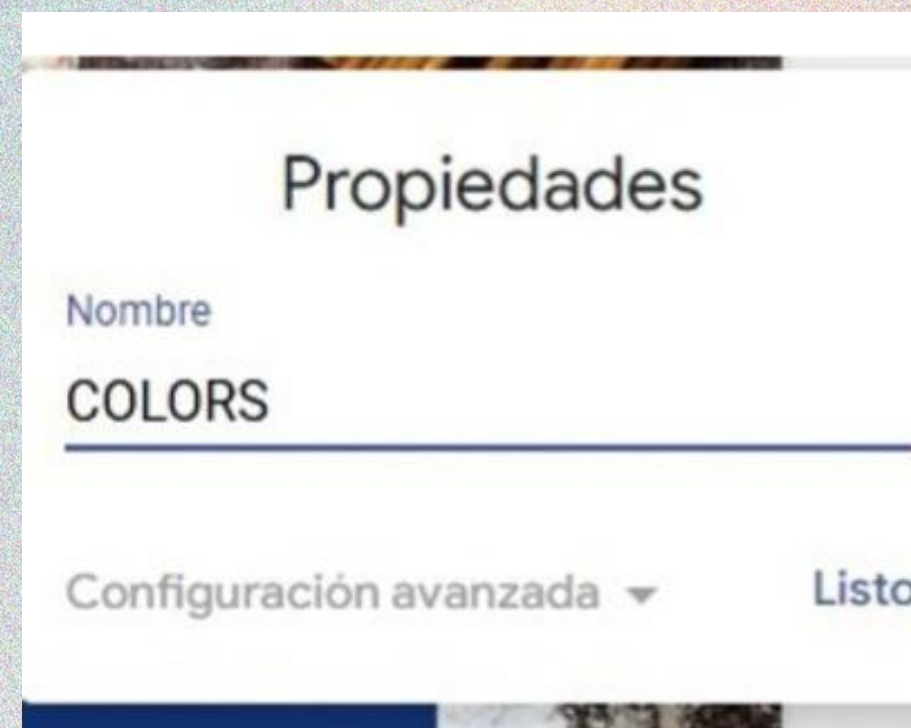 Propiedades
Nombre
COLORS
Configuración avanzada
Listo